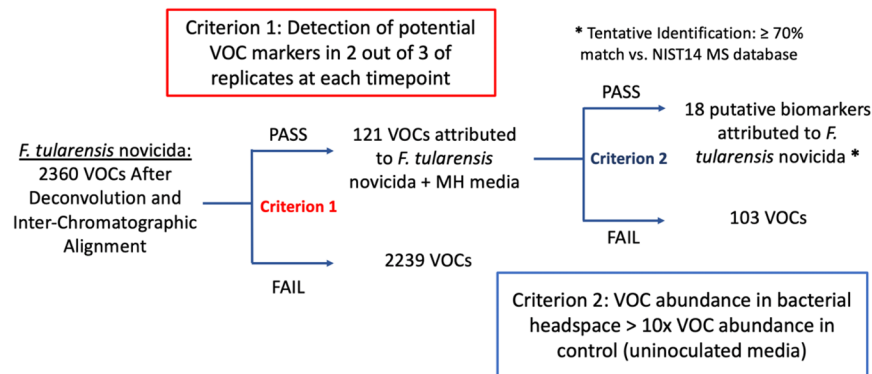 Criterion 1: Detection of potential
VOC markers in 2 out of 3 of
replicates at each timepoint
* Tentative Identification: ≥ 70%
match vs. NIST14 MS database
F. tularensis novicida:
2360 VOCs After
Deconvolution and
Inter-Chromatographic
Alignment
PASS
Criterion 1
FAIL
121 VOCs attributed
to F. tularensis
novicida + MH media
2239 VOCs
PASS
Criterion 2
FAIL
18 putative biomarkers
attributed to F.
tularensis novicida *
103 VOCs
Criterion 2: VOC abundance in bacterial
headspace > 10x VOC abundance in
control (uninoculated media)